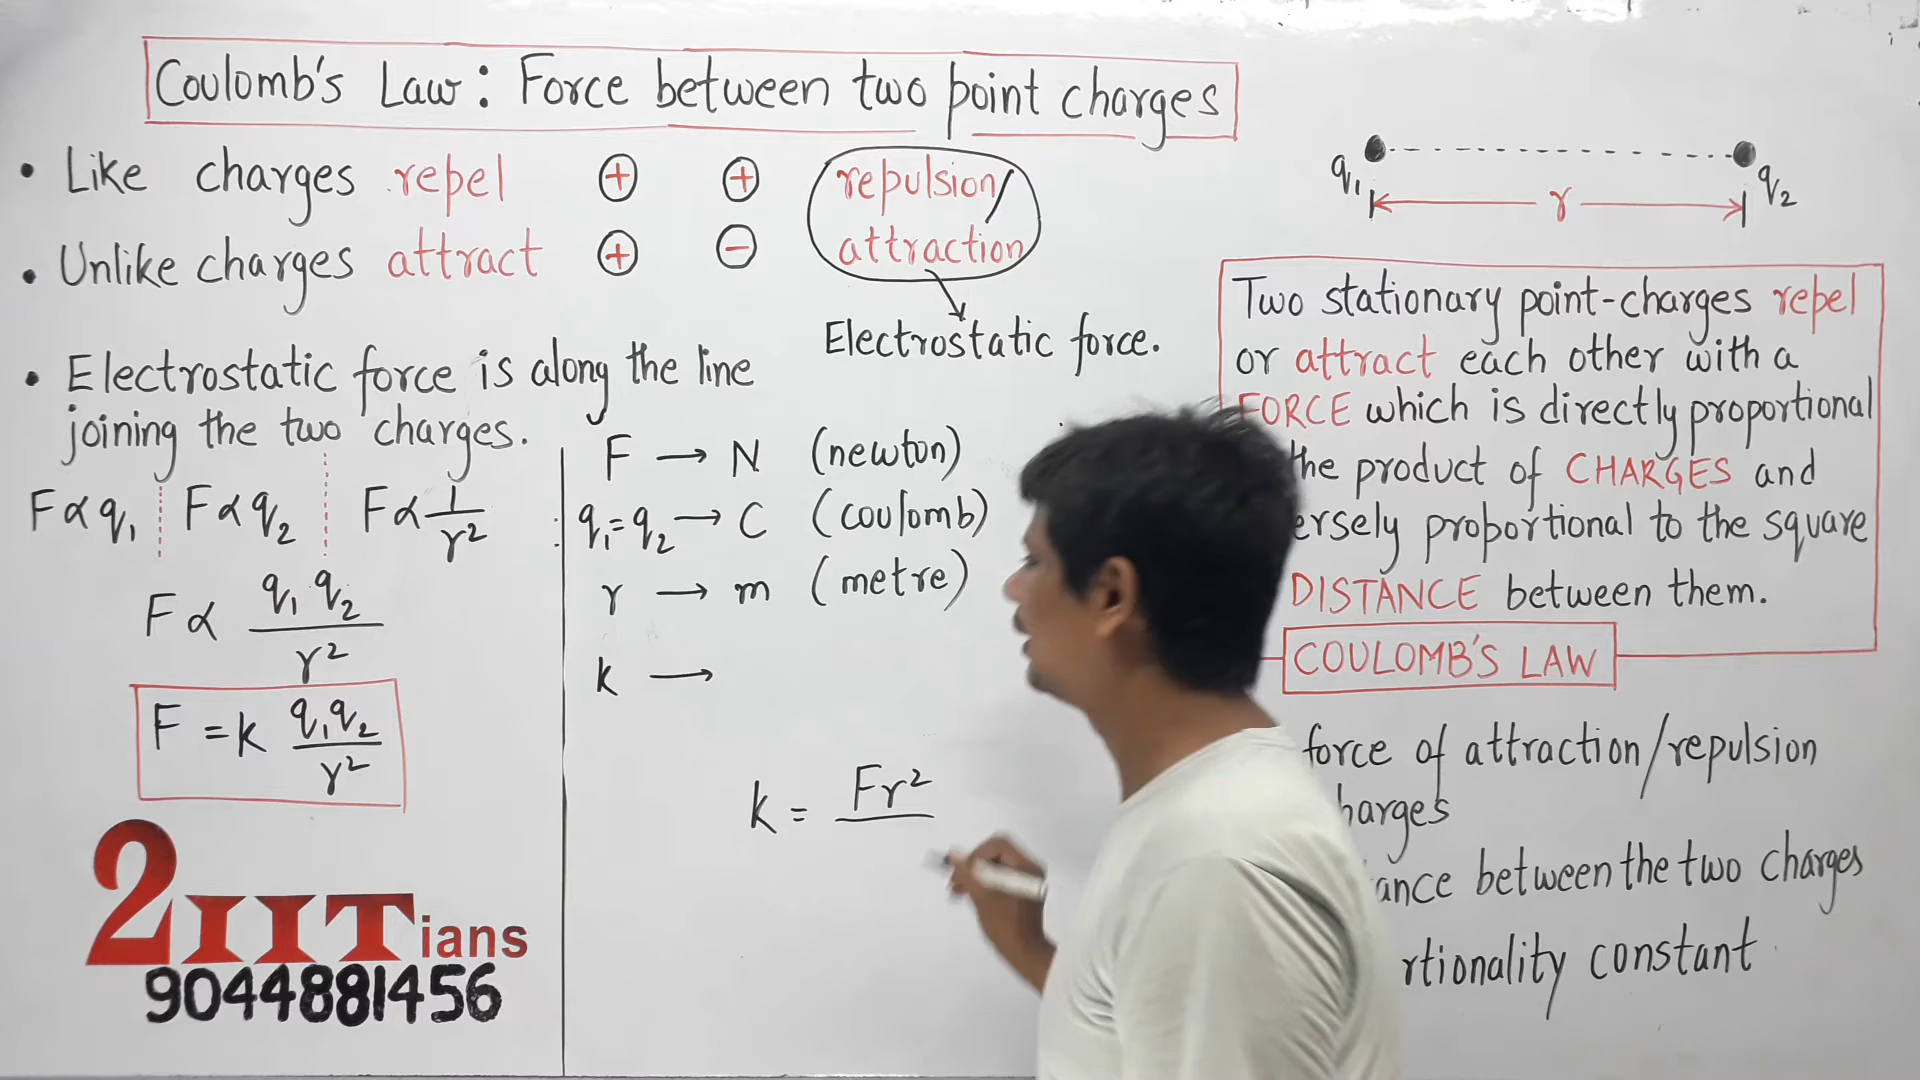 Coulomb's Law: Force between two point charges
• Like charges repel + +
• Unlike charges attract + −
repulsion/
attraction
Electrostatic force.
• Electrostatic force is along the line
joining the two charges.
F ∝ q₁ F ∝ q₂ F ∝ 1/r²
F ∝ q₁ q₂/r²
F = k q₁q₂/r²
2IITians
9044881456
F → N (newton)
q₁=q₂ → C (coulomb)
r → m (metre)
k →
k = Fr²
q₁ q₂
r
Two stationary point-charges repel
or attract each other with a
FORCE which is directly proportional
he product of CHARGES and
ersely proportional to the square
DISTANCE between them.
COULOMB'S LAW
force of attraction/repulsion
harges
ance between the two charges
rtionality constant